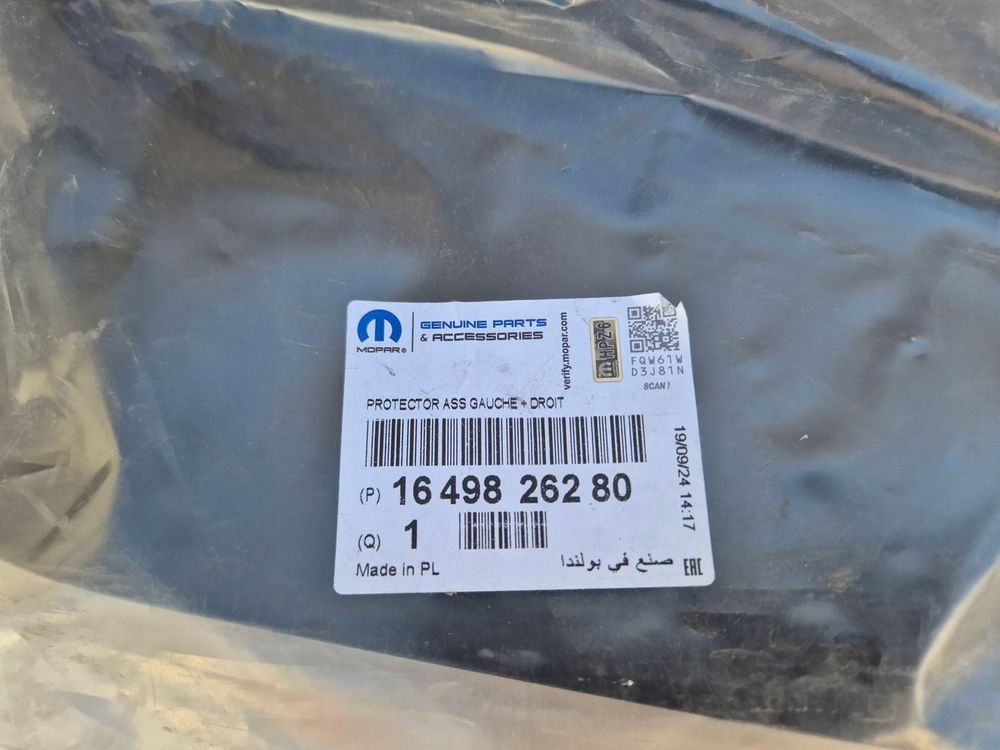 MOPAR®
GENUINE PARTS
& ACCESSORIES
verify.mopar.com
HPZ6
FQW61W
D3J81N
SCAN!
PROTECTOR ASS GAUCHE + DROIT
(P) 16 498 262 80
19/09/24 14:17
(Q) 1
Made in PL
صنع في بولندا
EAC